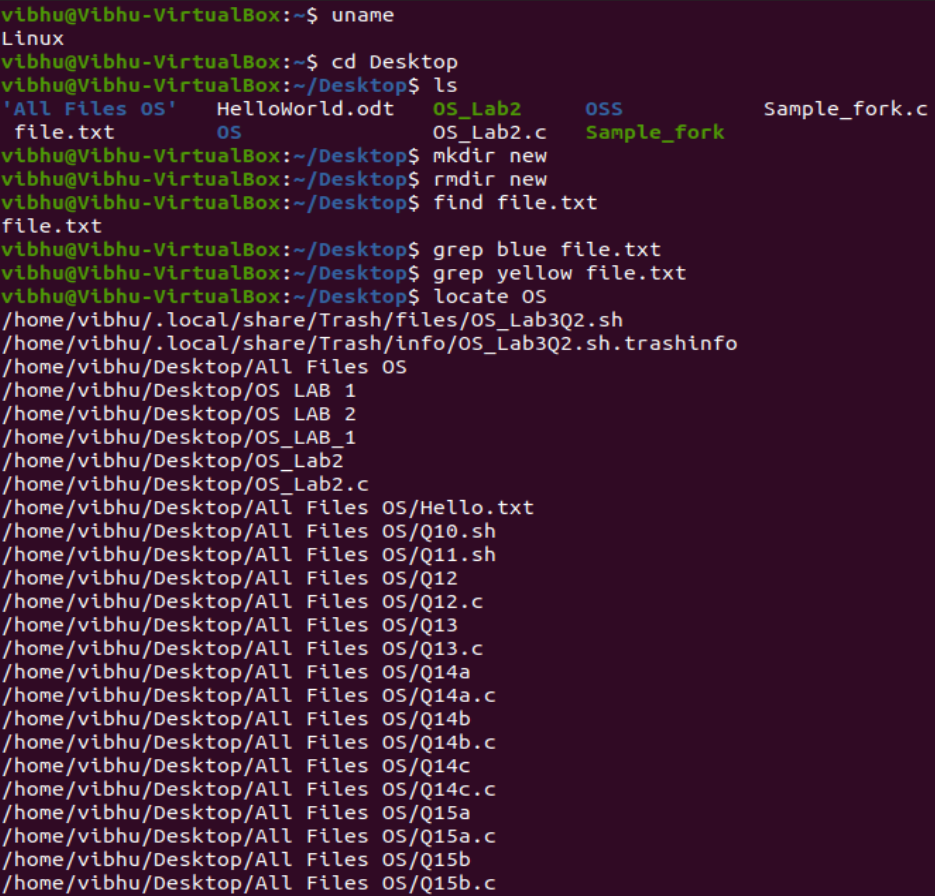 vibhu@Vibhu-VirtualBox:~$ uname
Linux
vibhu@Vibhu-VirtualBox:~$ cd Desktop
vibhu@Vibhu-VirtualBox:~/Desktop$ ls
'All Files OS'   HelloWorld.odt   OS_Lab2     OSS           Sample_fork.c
 file.txt        OS               OS_Lab2.c   Sample_fork
vibhu@Vibhu-VirtualBox:~/Desktop$ mkdir new
vibhu@Vibhu-VirtualBox:~/Desktop$ rmdir new
vibhu@Vibhu-VirtualBox:~/Desktop$ find file.txt
file.txt
vibhu@Vibhu-VirtualBox:~/Desktop$ grep blue file.txt
vibhu@Vibhu-VirtualBox:~/Desktop$ grep yellow file.txt
vibhu@Vibhu-VirtualBox:~/Desktop$ locate OS
/home/vibhu/.local/share/Trash/files/OS_Lab3Q2.sh
/home/vibhu/.local/share/Trash/info/OS_Lab3Q2.sh.trashinfo
/home/vibhu/Desktop/All Files OS
/home/vibhu/Desktop/OS LAB 1
/home/vibhu/Desktop/OS LAB 2
/home/vibhu/Desktop/OS_LAB_1
/home/vibhu/Desktop/OS_Lab2
/home/vibhu/Desktop/OS_Lab2.c
/home/vibhu/Desktop/All Files OS/Hello.txt
/home/vibhu/Desktop/All Files OS/Q10.sh
/home/vibhu/Desktop/All Files OS/Q11.sh
/home/vibhu/Desktop/All Files OS/Q12
/home/vibhu/Desktop/All Files OS/Q12.c
/home/vibhu/Desktop/All Files OS/Q13
/home/vibhu/Desktop/All Files OS/Q13.c
/home/vibhu/Desktop/All Files OS/Q14a
/home/vibhu/Desktop/All Files OS/Q14a.c
/home/vibhu/Desktop/All Files OS/Q14b
/home/vibhu/Desktop/All Files OS/Q14b.c
/home/vibhu/Desktop/All Files OS/Q14c
/home/vibhu/Desktop/All Files OS/Q14c.c
/home/vibhu/Desktop/All Files OS/Q15a
/home/vibhu/Desktop/All Files OS/Q15a.c
/home/vibhu/Desktop/All Files OS/Q15b
/home/vibhu/Desktop/All Files OS/Q15b.c